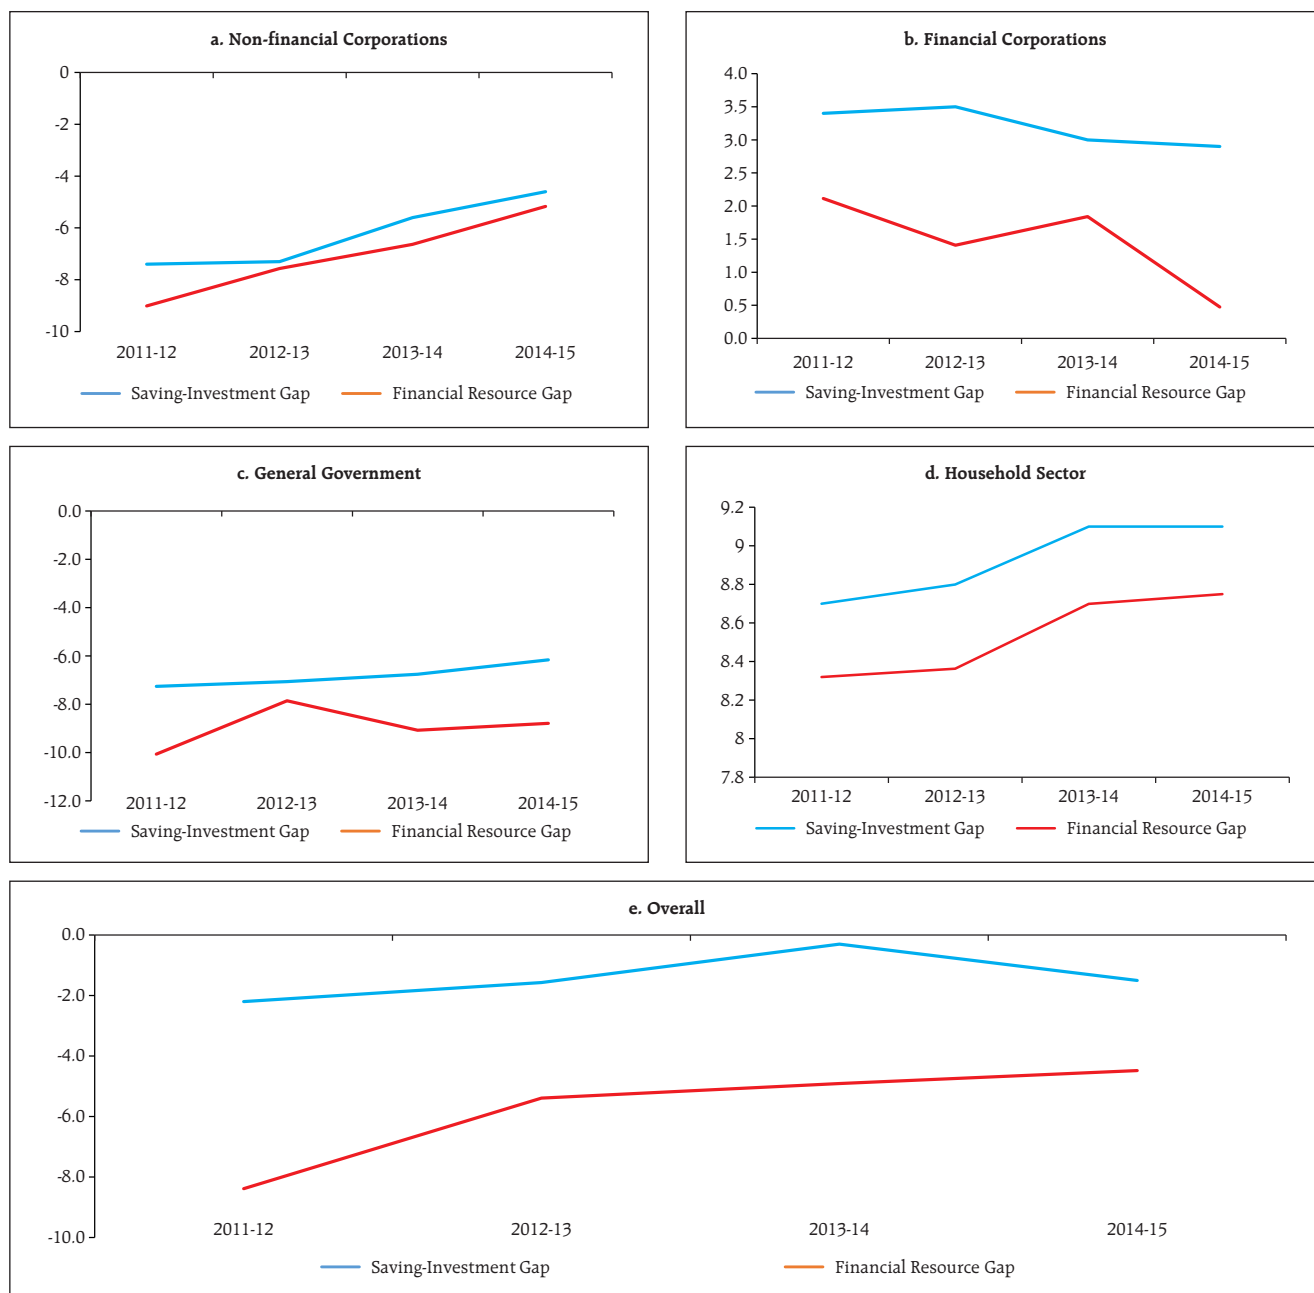 a. Non-financial Corporations
0
-2
-4
-6
-8
-10
2011-12 2012-13 2013-14 2014-15
Saving-Investment Gap Financial Resource Gap
b. Financial Corporations
4.0
3.5
3.0
2.5
2.0
1.5
1.0
0.5
0.0
2011-12 2012-13 2013-14 2014-15
Saving-Investment Gap Financial Resource Gap
c. General Government
0.0
-2.0
-4.0
-6.0
-8.0
-10.0
-12.0
2011-12 2012-13 2013-14 2014-15
Saving-Investment Gap Financial Resource Gap
d. Household Sector
9.2
9
8.8
8.6
8.4
8.2
8
7.8
2011-12 2012-13 2013-14 2014-15
Saving-Investment Gap Financial Resource Gap
e. Overall
0.0
-2.0
-4.0
-6.0
-8.0
-10.0
2011-12 2012-13 2013-14 2014-15
Saving-Investment Gap Financial Resource Gap